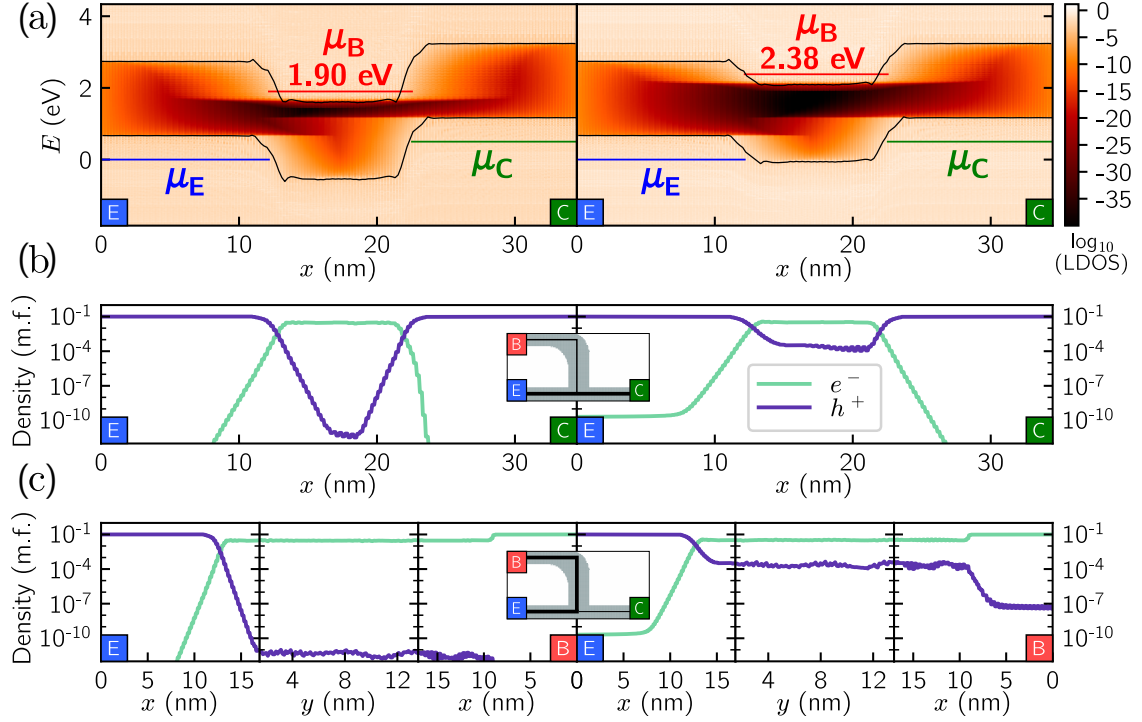 (a)
4
2
0
E (eV)
μB
1.90 eV
μE
μC
E
C
0
10
20
30
x (nm)
μB
2.38 eV
μE
μC
E
C
10
20
30
x (nm)
0
-5
-10
-15
-20
-25
-30
-35
log10
(LDOS)
(b)
Density (m.f.)
10-1
10-4
10-7
10-10
E
C
0
10
20
30
x (nm)
B
E
C
e−
h+
E
C
10
20
30
x (nm)
10-1
10-4
10-7
10-10
(c)
Density (m.f.)
10-1
10-4
10-7
10-10
E
B
0
5
10
15
x (nm)
4
8
12
y (nm)
15
10
5
x (nm)
B
E
C
E
B
0
5
10
15
x (nm)
4
8
12
y (nm)
15
10
5
0
x (nm)
10-1
10-4
10-7
10-10